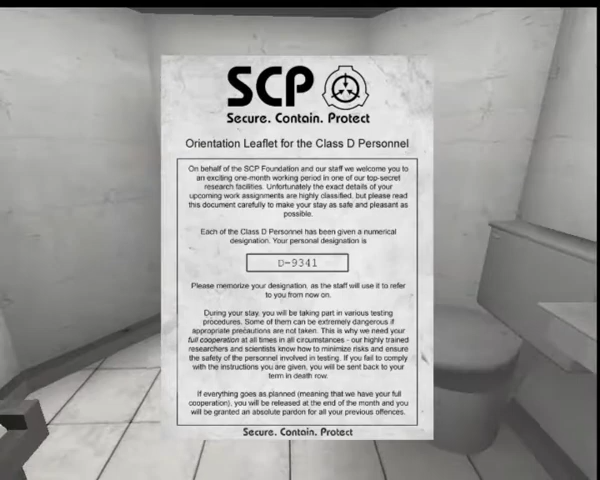 SCP
Secure. Contain. Protect
Orientation Leaflet for the Class D Personnel
On behalf of the SCP Foundation and our staff we welcome you to
an exciting one-month working period in one of our top-secret
research facilities. Unfortunately the exact details of your
upcoming work assignments are highly classified, but please read
this document carefully to make your stay as safe and pleasant as
possible.
Each of the Class D Personnel has been given a numerical
designation. Your personal designation is
D-9341
Please memorize your designation, as the staff will use it to refer
to you from now on.
During your stay, you will be taking part in various testing
procedures. Some of them can be extremely dangerous if
appropriate precautions are not taken. This is why we need your
full cooperation at all times in all circumstances - our highly trained
researchers and scientists know how to minimize risks and ensure
the safety of the personnel involved in testing. If you fail to comply
with the instructions you are given, you will be sent back to your
term in death row.
If everything goes as planned (meaning that we have your full
cooperation), you will be released at the end of the month and you
will be granted an absolute pardon for all your previous offences.
Secure. Contain. Protect